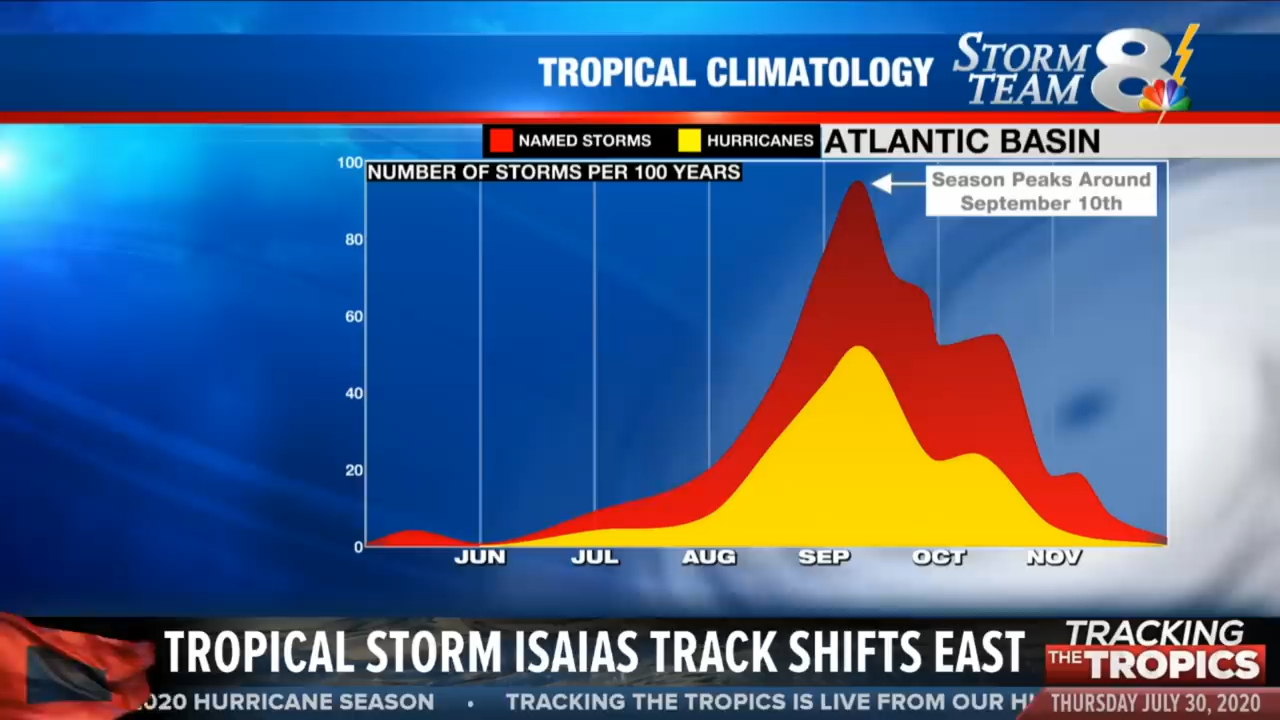 TROPICAL CLIMATOLOGY
STORM
TEAM 8
NAMED STORMS HURRICANES ATLANTIC BASIN
NUMBER OF STORMS PER 100 YEARS
Season Peaks Around
September 10th
100
80
60
40
20
0
JUN JUL AUG SEP OCT NOV
TROPICAL STORM ISAIAS TRACK SHIFTS EAST
TRACKING
THE TROPICS
020 HURRICANE SEASON • TRACKING THE TROPICS IS LIVE FROM OUR
THURSDAY JULY 30, 2020